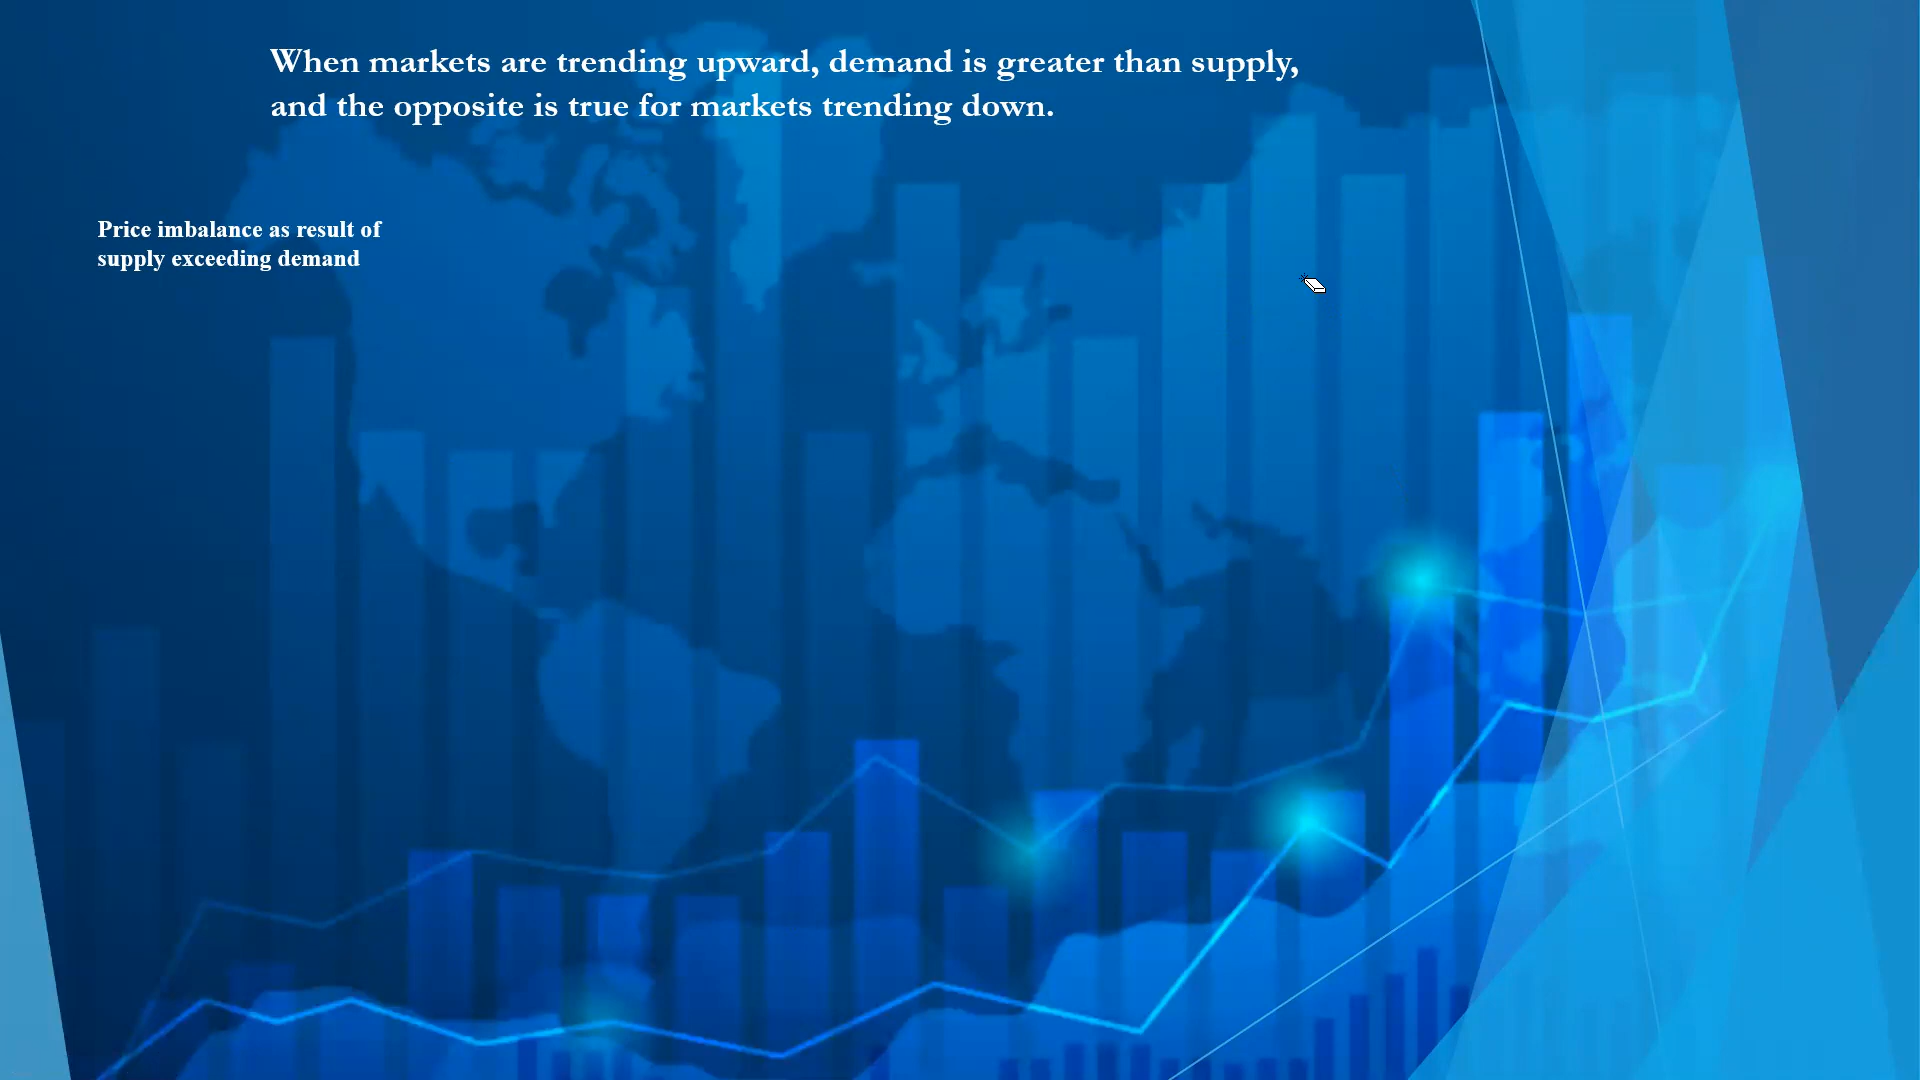 When markets are trending upward, demand is greater than supply,
and the opposite is true for markets trending down.
Price imbalance as result of
supply exceeding demand